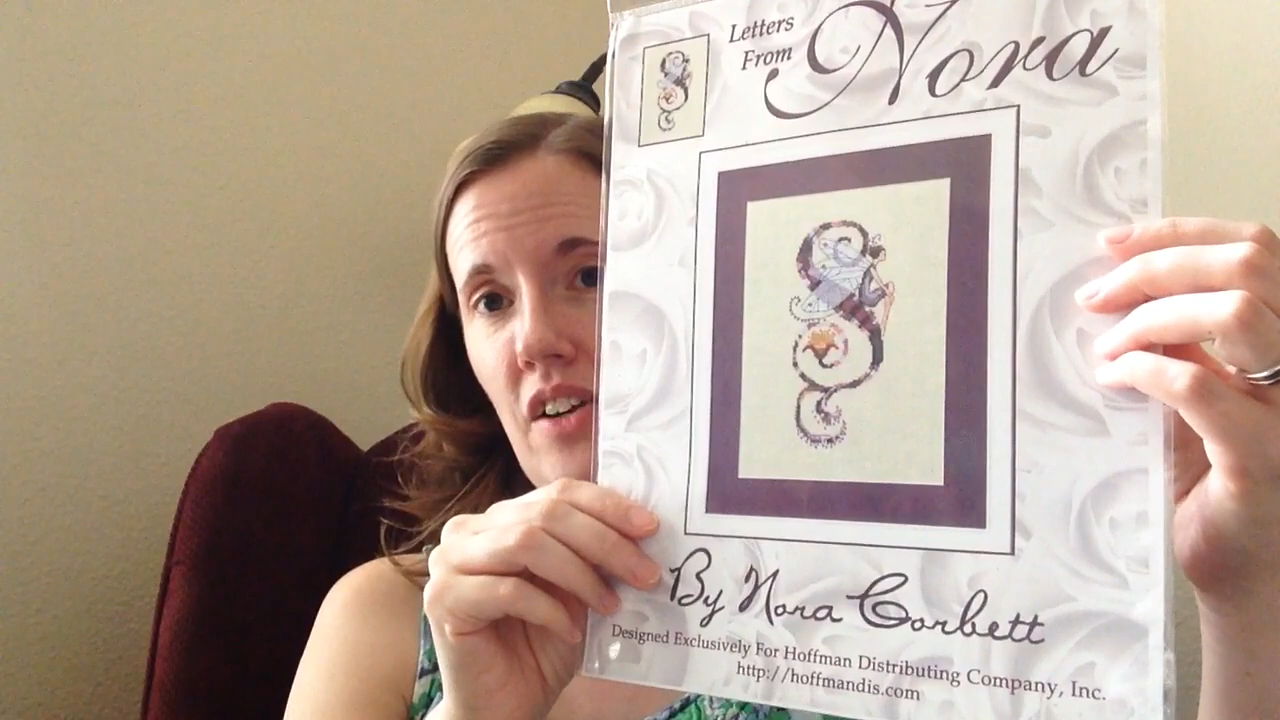 Letters
From Nora
By Nora Corbett
Designed Exclusively For Hoffman Distributing Company, Inc.
http://hoffmandis.com